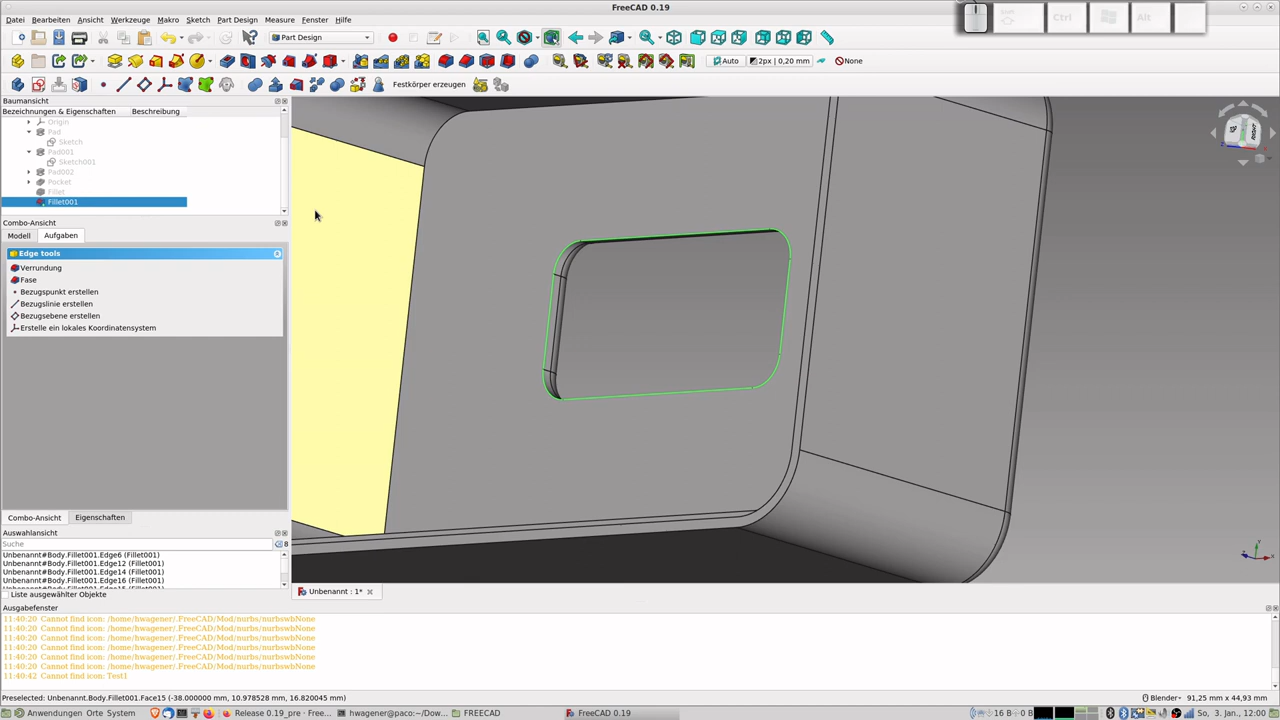 FreeCAD 0.19
Ctrl
Alt
Datei Bearbeiten Ansicht Werkzeuge Makro Sketch Part Design Measure Fenster Hilfe
Part Design
Auto 2px | 0,20 mm None
Festkörper erzeugen
Baumansicht
Bezeichnungen & Eigenschaften Beschreibung
Origin
Pad
Sketch
Pad001
Sketch001
Pad002
Pocket
Fillet
Fillet001
Combo-Ansicht
Modell Aufgaben
Edge tools
Verrundung
Fase
Bezugspunkt erstellen
Bezugslinie erstellen
Bezugsebene erstellen
Erstelle ein lokales Koordinatensystem
Combo-Ansicht Eigenschaften
Auswahlansicht
Suche 8
Unbenannt#Body.Fillet001.Edge6 (Fillet001)
Unbenannt#Body.Fillet001.Edge12 (Fillet001)
Unbenannt#Body.Fillet001.Edge14 (Fillet001)
Unbenannt#Body.Fillet001.Edge16 (Fillet001)
Liste ausgewählter Objekte
Unbenannt : 1*
Ausgabefenster
11:40:20 Cannot find icon: /home/hwagener/.FreeCAD/Mod/nurbs/nurbswbNone
11:40:20 Cannot find icon: /home/hwagener/.FreeCAD/Mod/nurbs/nurbswbNone
11:40:20 Cannot find icon: /home/hwagener/.FreeCAD/Mod/nurbs/nurbswbNone
11:40:20 Cannot find icon: /home/hwagener/.FreeCAD/Mod/nurbs/nurbswbNone
11:40:20 Cannot find icon: /home/hwagener/.FreeCAD/Mod/nurbs/nurbswbNone
11:40:20 Cannot find icon: /home/hwagener/.FreeCAD/Mod/nurbs/nurbswbNone
11:40:42 Cannot find icon: Test1
Preselected: Unbenannt.Body.Fillet001.Face15 (-38.000000 mm, 10.978528 mm, 16.820045 mm) Blender 91,25 mm x 44,93 mm
Anwendungen Orte System Release 0.19_pre · Free... hwagener@paco:~/Dow... FREECAD FreeCAD 0.19 16 B 0 B So, 3. Jan., 12:00